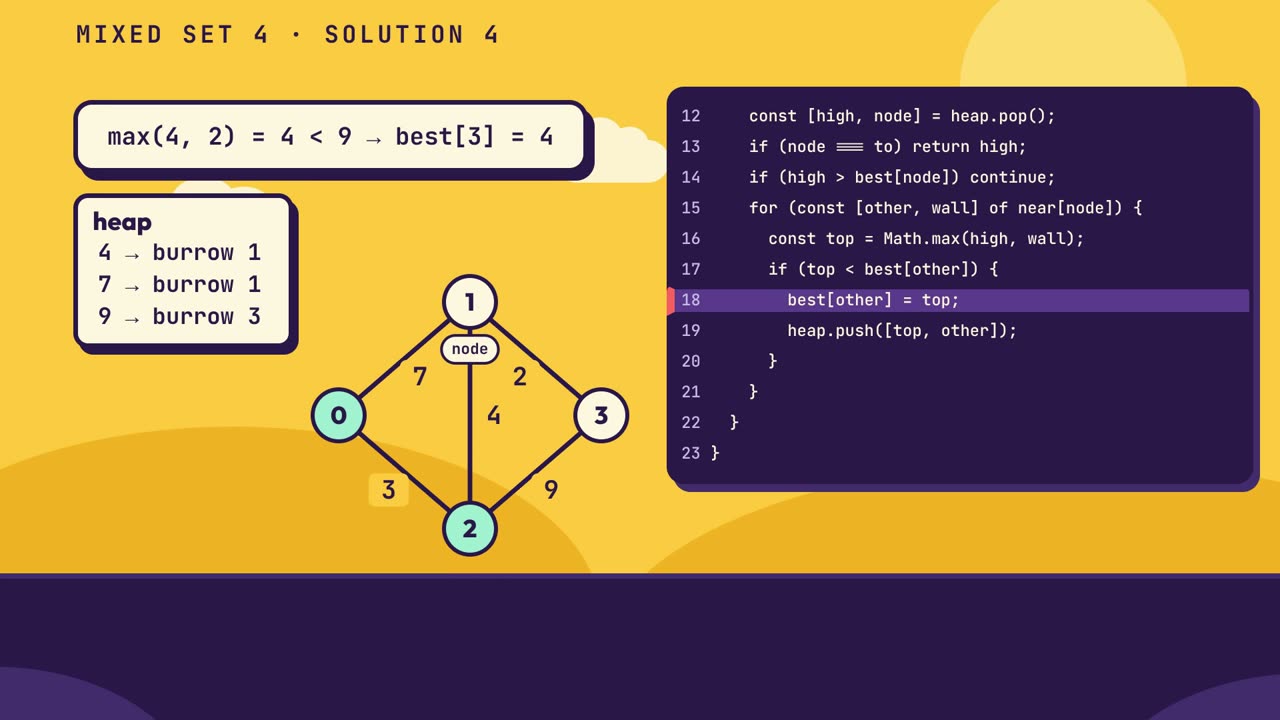 MIXED SET 4 · SOLUTION 4
max(4, 2) = 4 < 9 → best[3] = 4
heap
4 → burrow 1
7 → burrow 1
9 → burrow 3
1
node
7
2
4
0
3
3
9
2
12 const [high, node] = heap.pop();
13 if (node === to) return high;
14 if (high > best[node]) continue;
15 for (const [other, wall] of near[node]) {
16 const top = Math.max(high, wall);
17 if (top < best[other]) {
18 best[other] = top;
19 heap.push([top, other]);
20 }
21 }
22 }
23 }